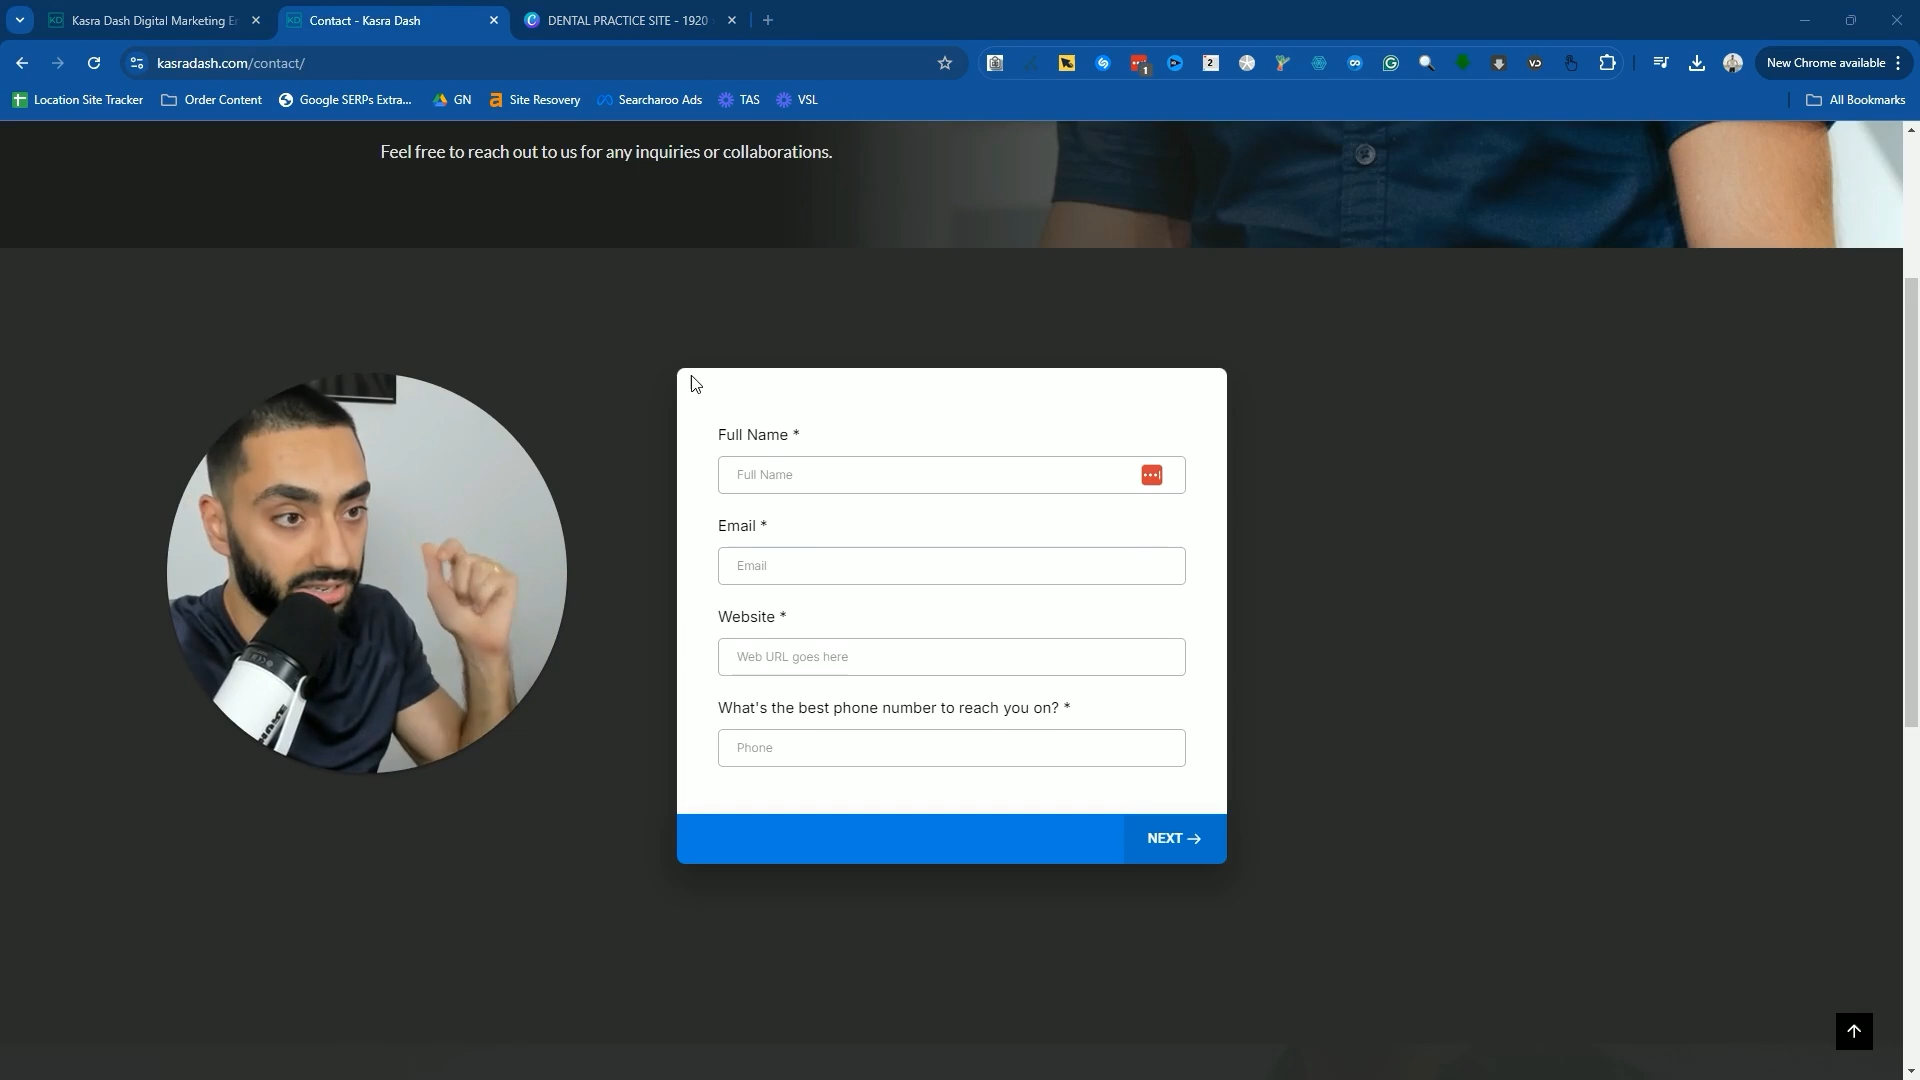 Kasra Dash Digital Marketing E
Contact - Kasra Dash
DENTAL PRACTICE SITE - 1920
kasradash.com/contact/
1
2
New Chrome available
Location Site Tracker
Order Content
Google SERPs Extra...
GN
Site Recovery
Searcharoo Ads
TAS
VSL
All Bookmarks
Feel free to reach out to us for any inquiries or collaborations.
Full Name *
Full Name
Email *
Email
Website *
Web URL goes here
What's the best phone number to reach you on? *
Phone
NEXT →